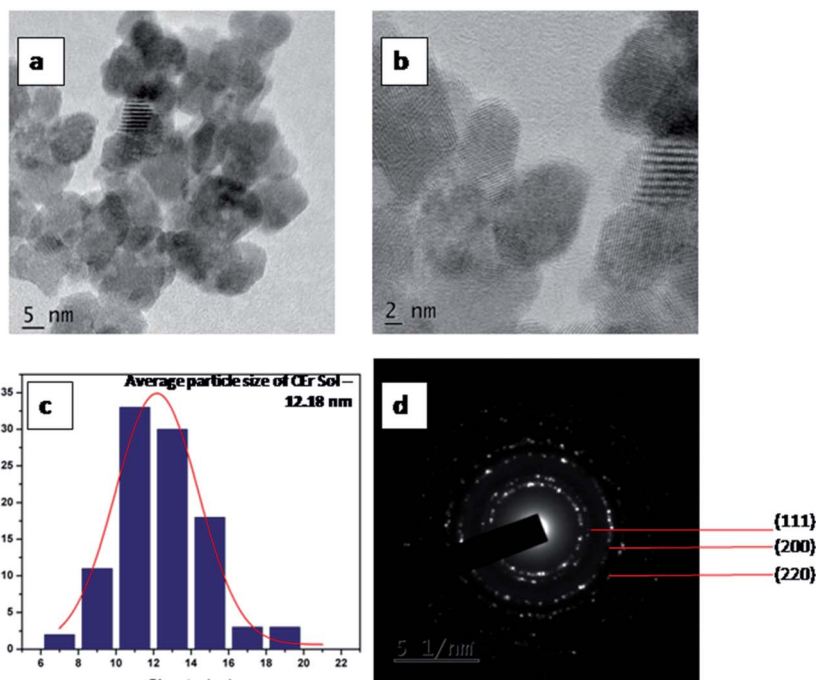 a
5 nm
b
2 nm
c
Average particle size of CEr Sol –
12.18 nm
35
30
25
20
15
10
5
0
6 8 10 12 14 16 18 20 22
d
5 1/nm
{111}
{200}
{220}